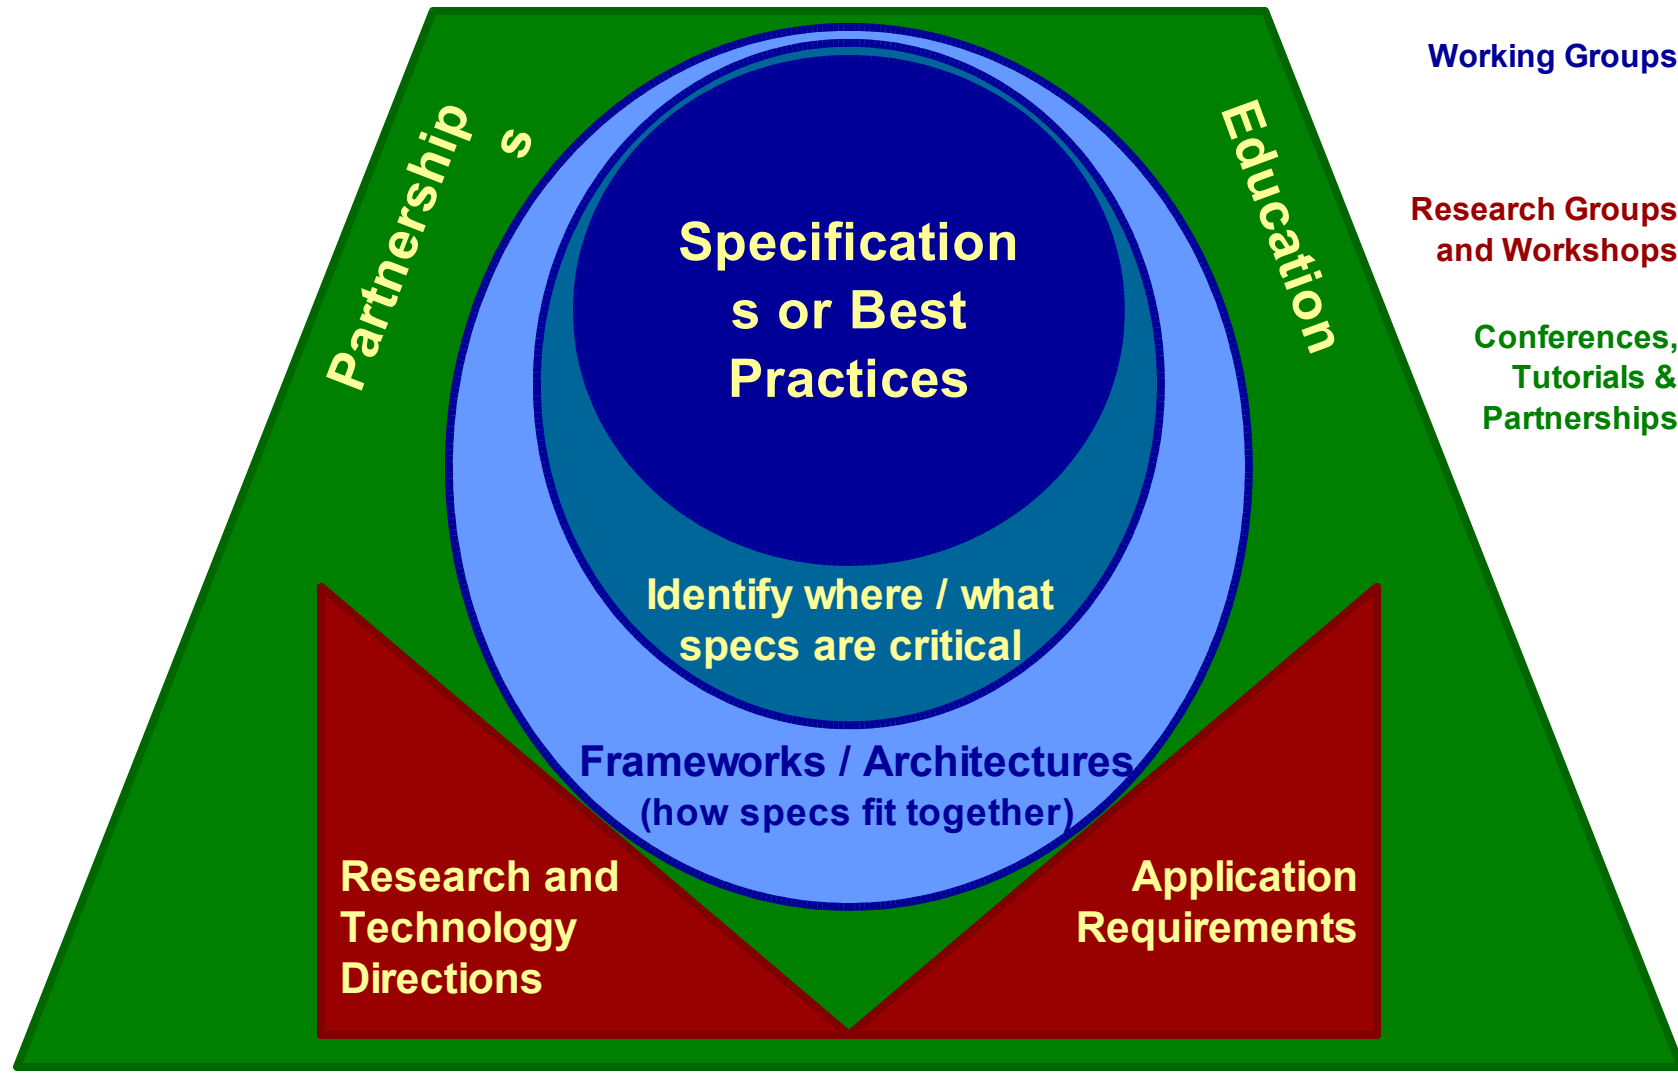 Partnership
s
Education
Specification
s or Best
Practices
Identify where / what
specs are critical
Frameworks / Architectures
(how specs fit together)
Research and
Technology
Directions
Application
Requirements
Working Groups
Research Groups
and Workshops
Conferences,
Tutorials &
Partnerships